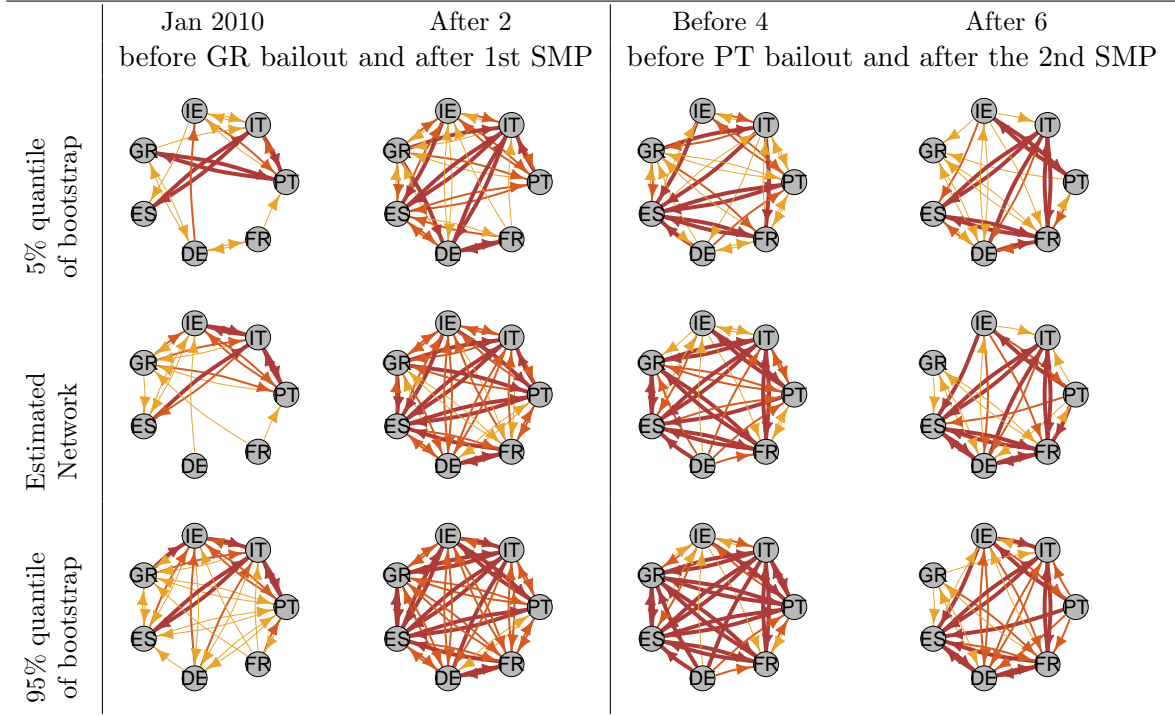 Jan 2010 After 2 Before 4 After 6
before GR bailout and after 1st SMP before PT bailout and after the 2nd SMP
5% quantile
of bootstrap
IE IT GR PT ES DE FR
IE IT GR PT ES DE FR
IE IT GR PT ES DE FR
IE IT GR PT ES DE FR
Estimated
Network
IE IT GR PT ES DE FR
IE IT GR PT ES DE FR
IE IT GR PT ES DE FR
IE IT GR PT ES DE FR
95% quantile
of bootstrap
IE IT GR PT ES DE FR
IE IT GR PT ES DE FR
IE IT GR PT ES DE FR
IE IT GR PT ES DE FR